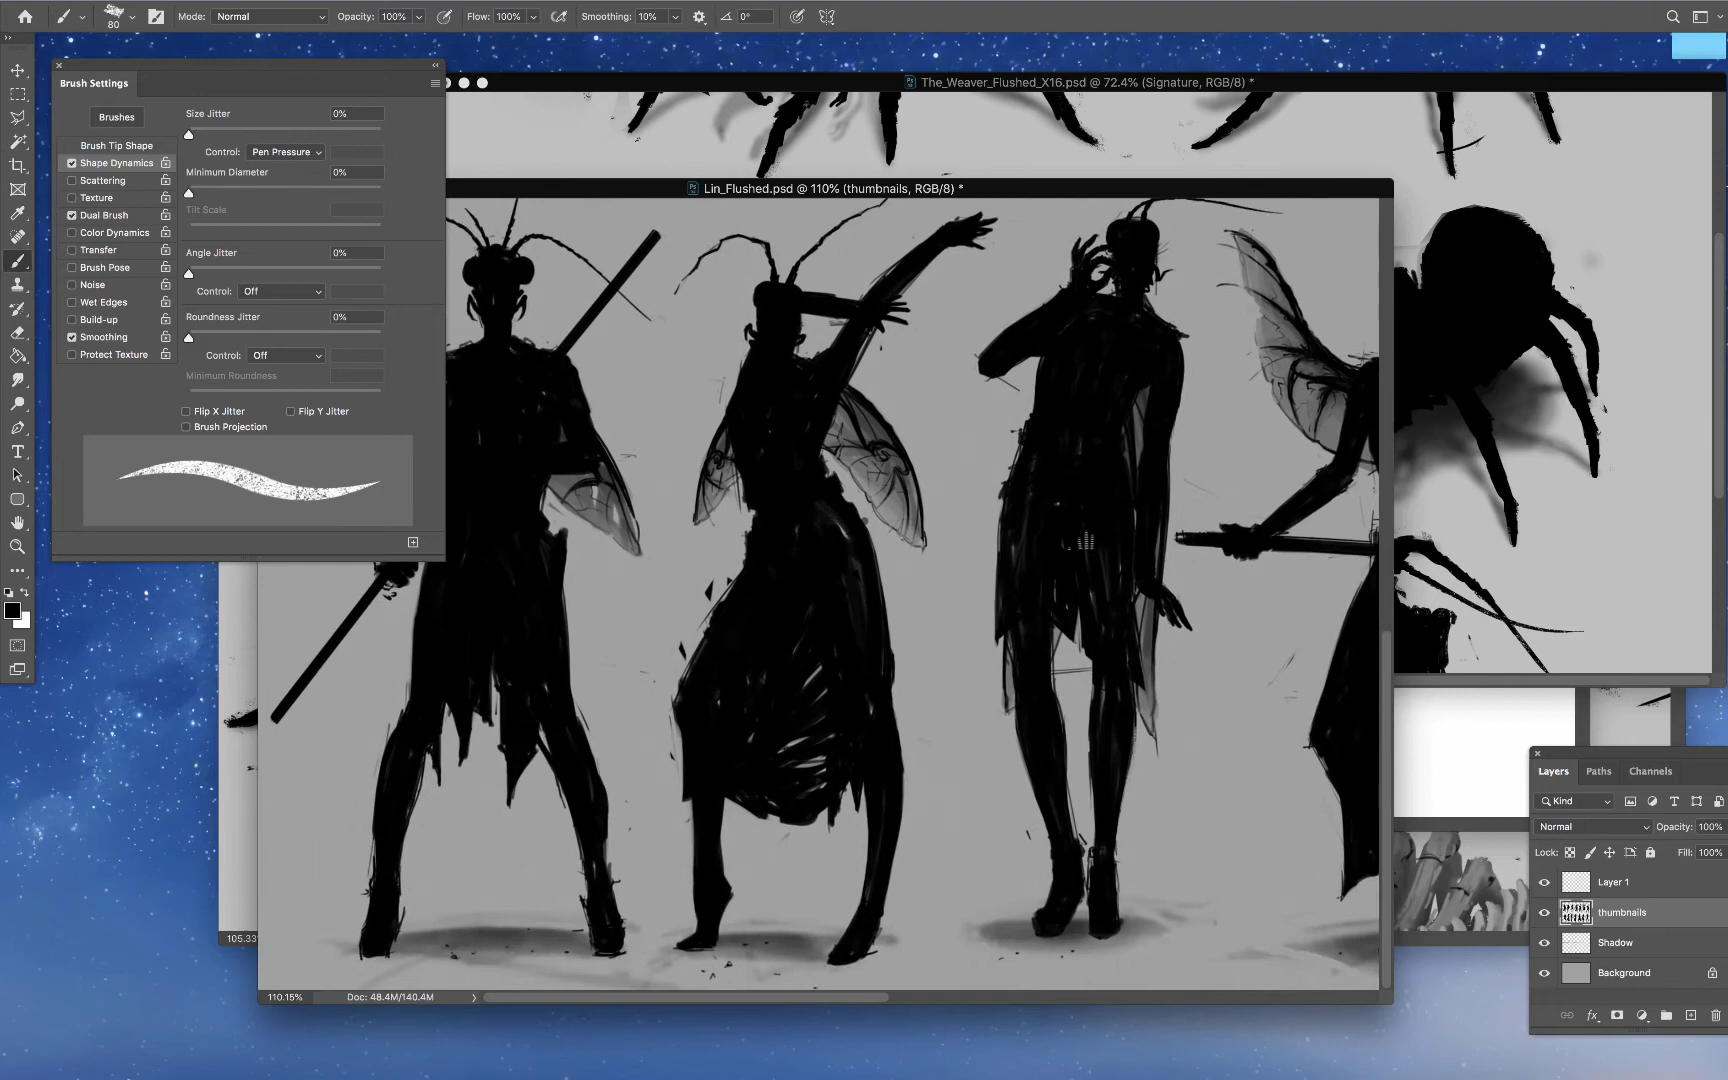 80
Mode: Normal
Opacity: 100%
Flow: 100%
Smoothing: 10%
0°
Brush Settings
Brushes
Brush Tip Shape
Shape Dynamics
Scattering
Texture
Dual Brush
Color Dynamics
Transfer
Brush Pose
Noise
Wet Edges
Build-up
Smoothing
Protect Texture
Size Jitter 0%
Control: Pen Pressure
Minimum Diameter 0%
Tilt Scale
Angle Jitter 0%
Control: Off
Roundness Jitter 0%
Control: Off
Minimum Roundness
Flip X Jitter
Flip Y Jitter
Brush Projection
The_Weaver_Flushed_X16.psd @ 72.4% (Signature, RGB/8) *
Lin_Flushed.psd @ 110% (thumbnails, RGB/8) *
105.33
110.15%
Doc: 48.4M/140.4M
Layers
Paths
Channels
Kind
Normal
Opacity: 100%
Lock:
Fill: 100%
Layer 1
thumbnails
Shadow
Background
fx